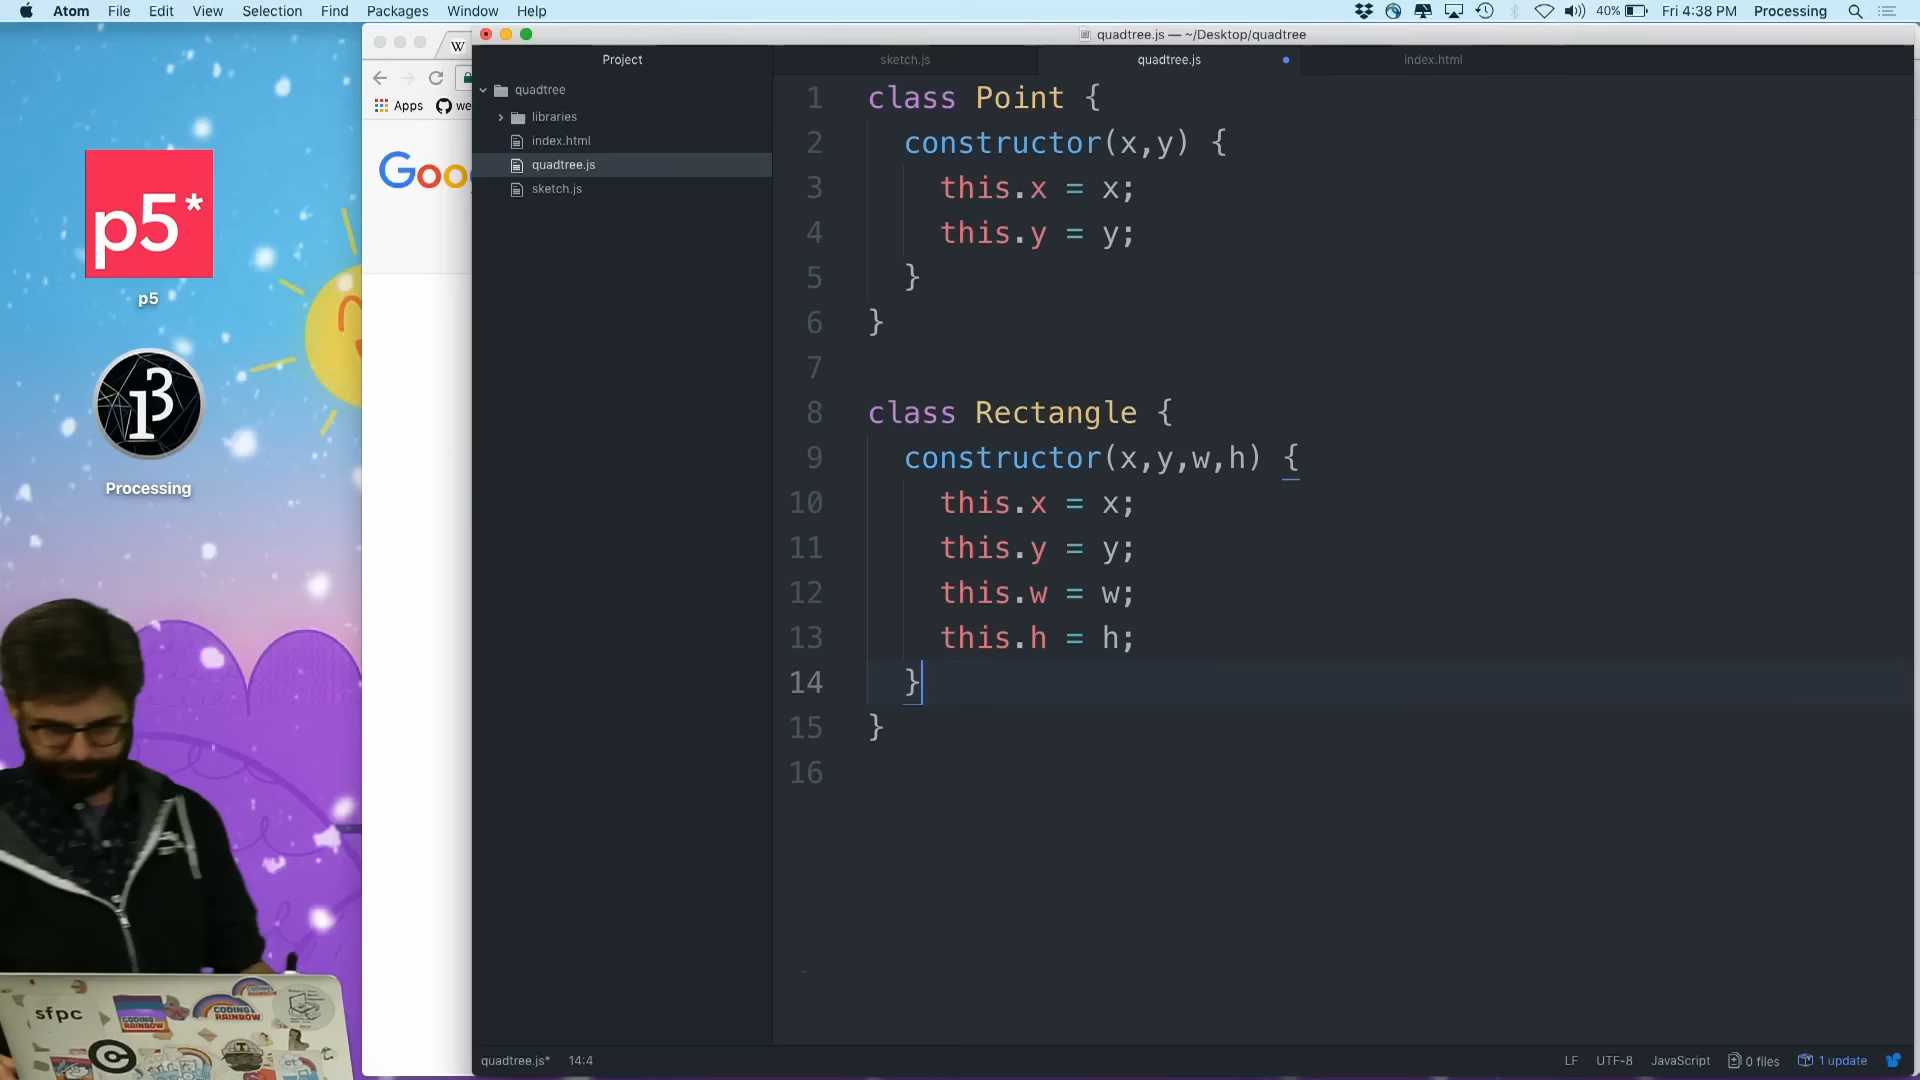 Atom File Edit View Selection Find Packages Window Help
40% Fri 4:38 PM Processing
quadtree.js — ~/Desktop/quadtree
W
Project
sketch.js quadtree.js index.html
Apps we
Goo
quadtree
libraries
index.html
quadtree.js
sketch.js
p5*
p5
Processing
1 class Point {
2 constructor(x,y) {
3 this.x = x;
4 this.y = y;
5 }
6 }
7
8 class Rectangle {
9 constructor(x,y,w,h) {
10 this.x = x;
11 this.y = y;
12 this.w = w;
13 this.h = h;
14 }
15 }
16
sfpc
CODING RAINBOW
CODING RAINBOW
quadtree.js* 14:4
LF UTF-8 JavaScript 0 files 1 update